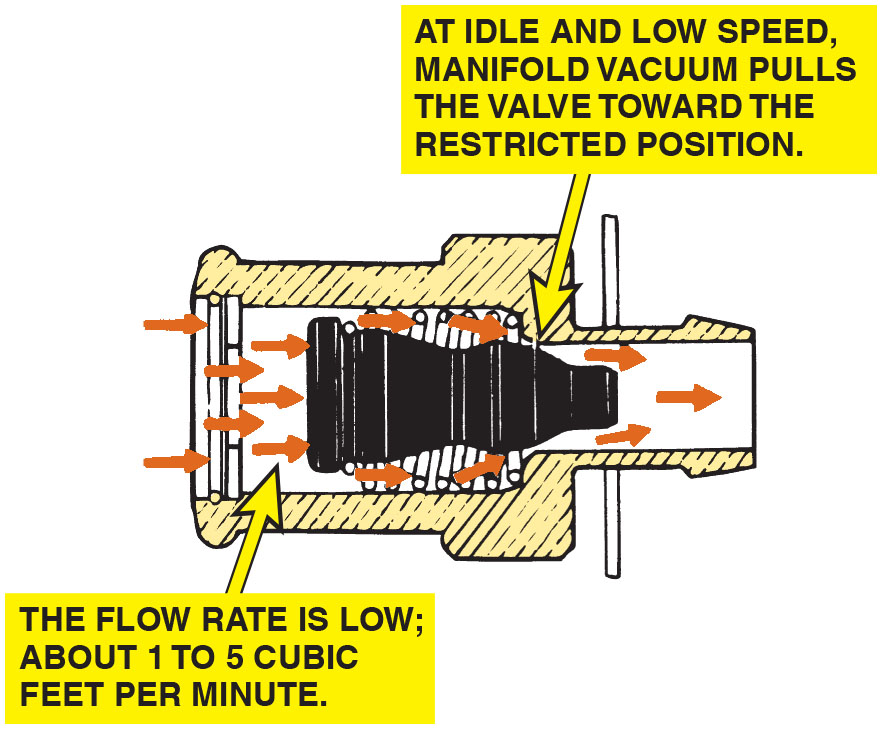 AT IDLE AND LOW SPEED,
MANIFOLD VACUUM PULLS
THE VALVE TOWARD THE
RESTRICTED POSITION.
THE FLOW RATE IS LOW;
ABOUT 1 TO 5 CUBIC
FEET PER MINUTE.